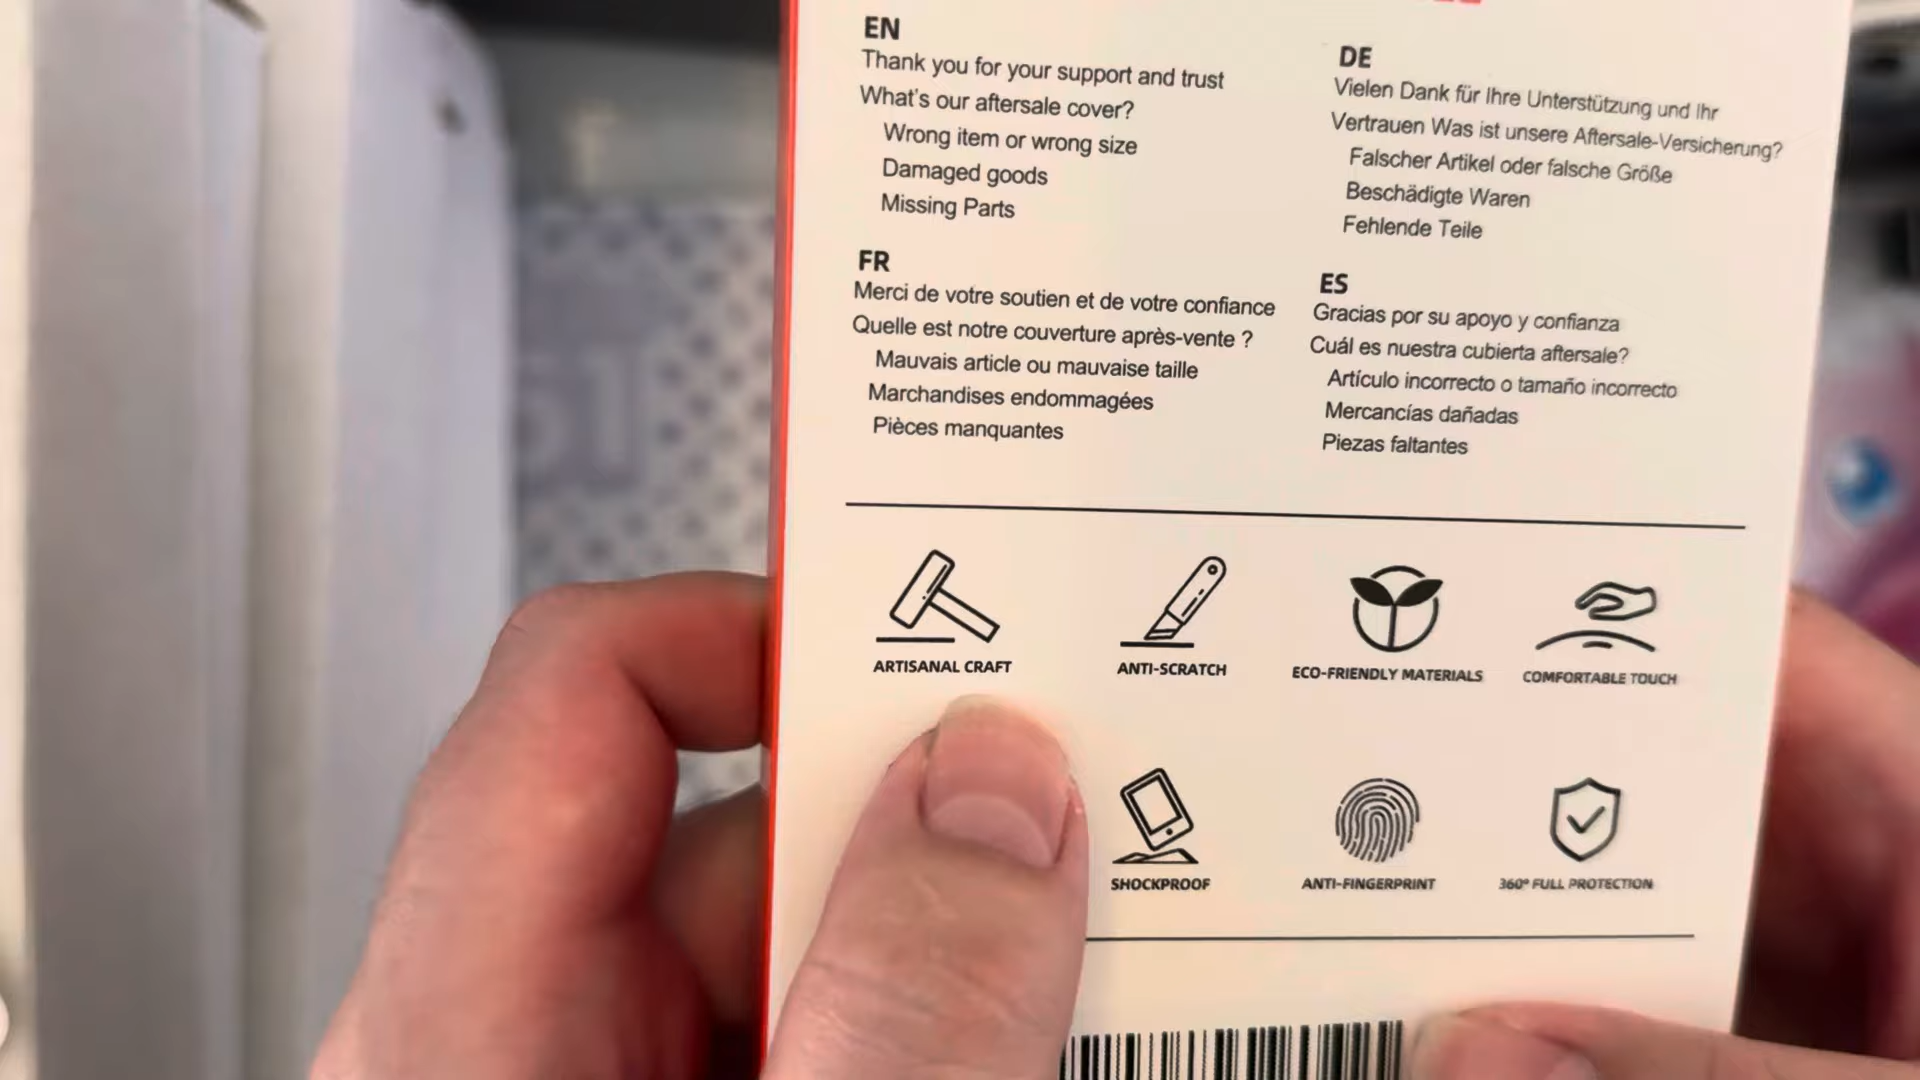 EN
Thank you for your support and trust
What's our aftersale cover?
Wrong item or wrong size
Damaged goods
Missing Parts
DE
Vielen Dank für Ihre Unterstützung und Ihr
Vertrauen Was ist unsere Aftersale-Versicherung?
Falscher Artikel oder falsche Größe
Beschädigte Waren
Fehlende Teile
FR
Merci de votre soutien et de votre confiance
Quelle est notre couverture après-vente ?
Mauvais article ou mauvaise taille
Marchandises endommagées
Pièces manquantes
ES
Gracias por su apoyo y confianza
Cuál es nuestra cubierta aftersale?
Artículo incorrecto o tamaño incorrecto
Mercancías dañadas
Piezas faltantes
ARTISANAL CRAFT
ANTI-SCRATCH
ECO-FRIENDLY MATERIALS
COMFORTABLE TOUCH
SHOCKPROOF
ANTI-FINGERPRINT
360° FULL PROTECTION